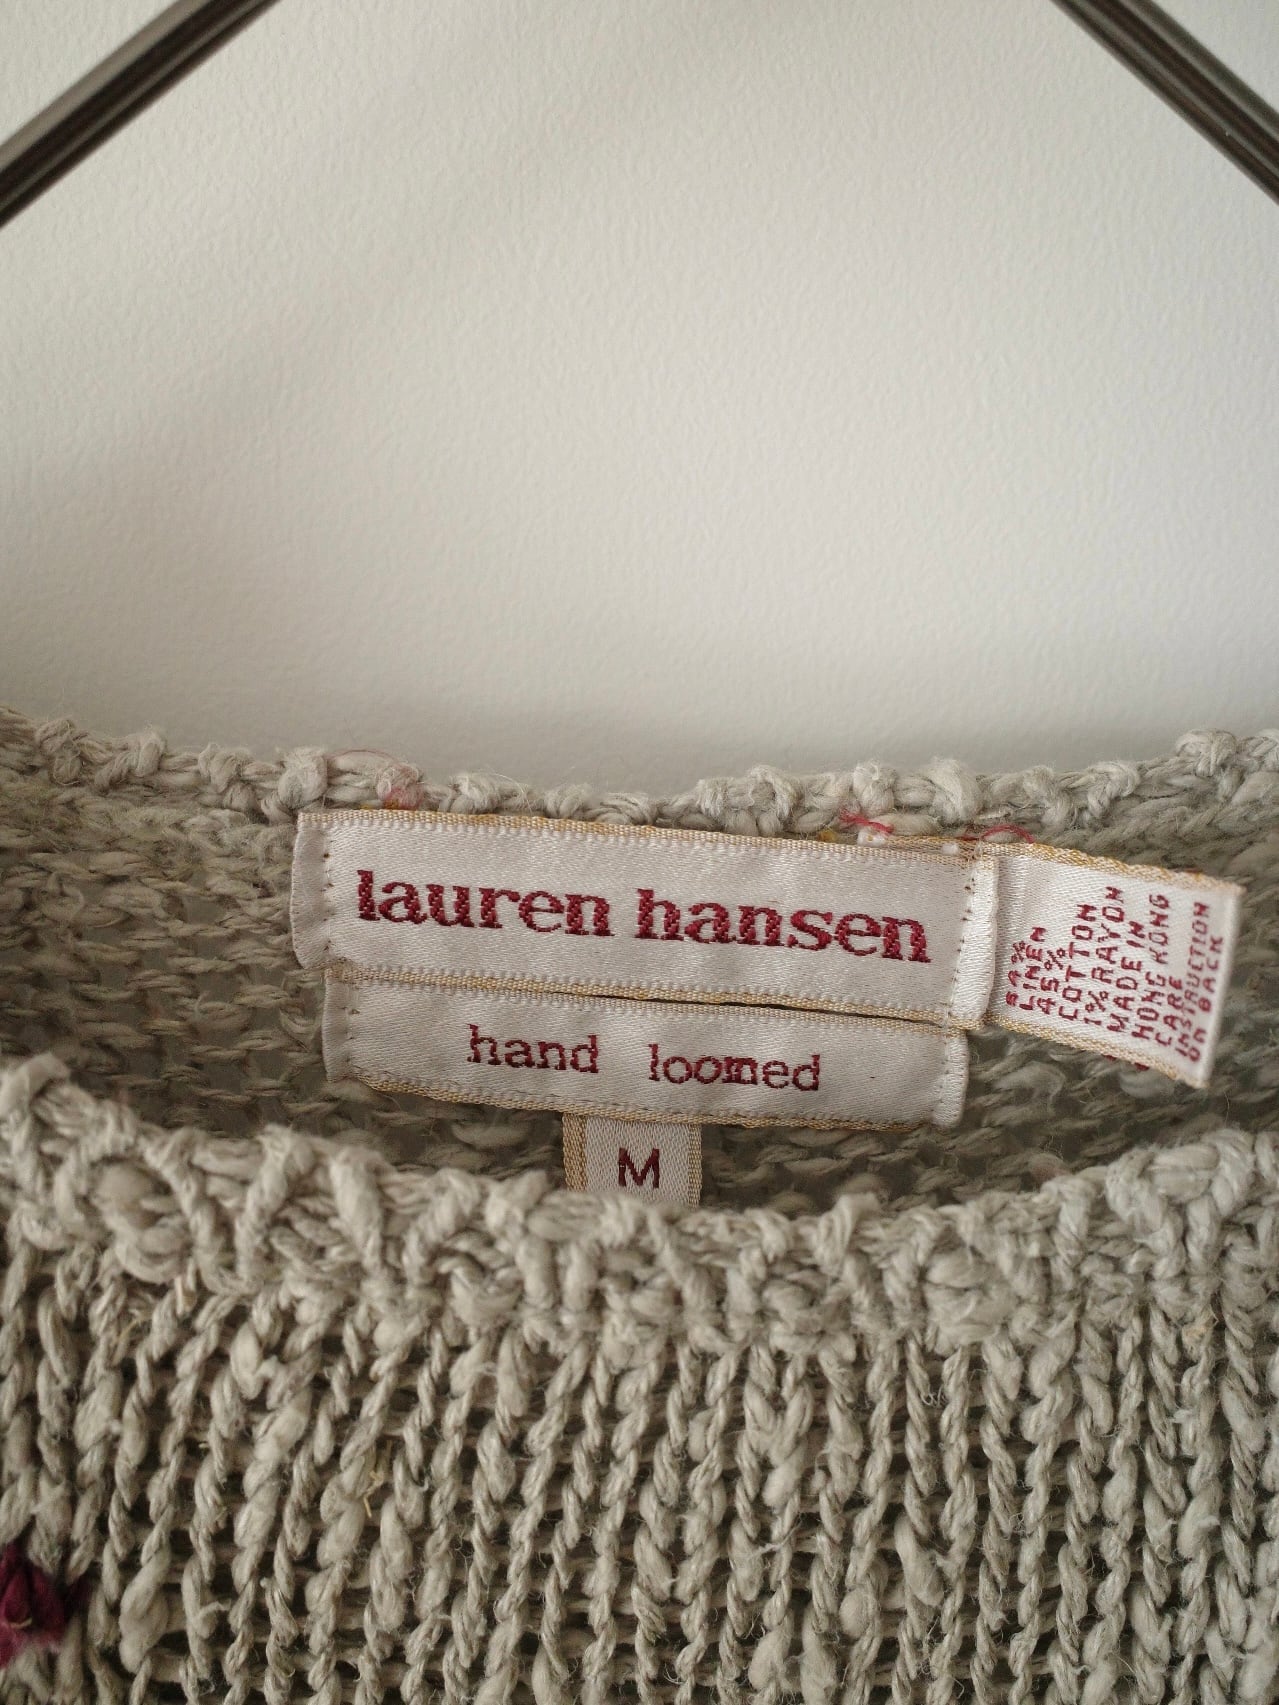 lauren hansen
hand loomed
M
54%
LINEN
45%
COTTON
1% RAYON
MADE IN
HONG KONG
CARE
INSTRUCTION
ON BACK